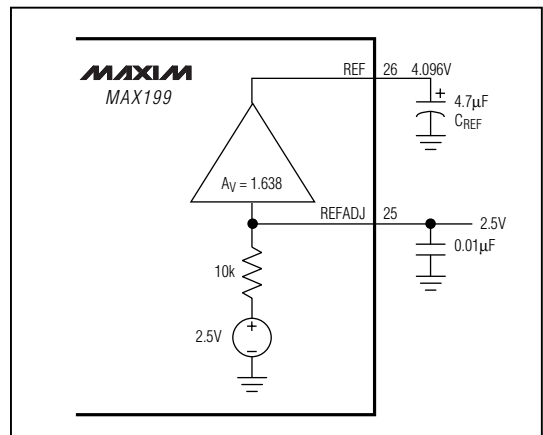 MAXIM
MAX199
REF 26 4.096V
+
4.7µF
CREF
AV = 1.638
REFADJ 25 2.5V
0.01µF
10k
2.5V
+
–